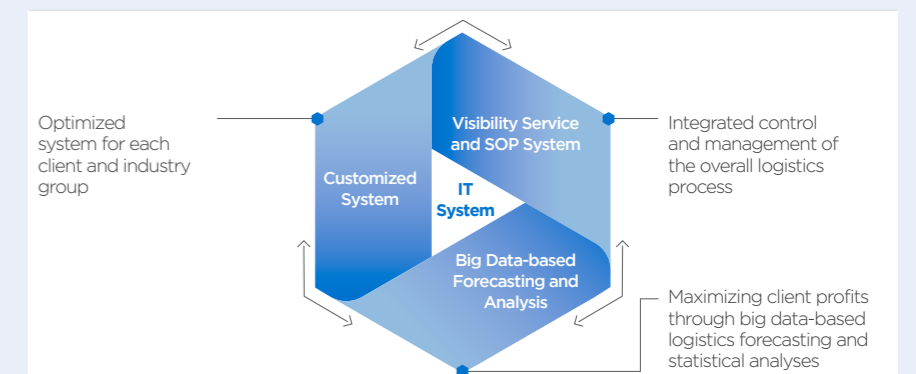 Optimized
system for each
client and industry
group
Customized
System
Visibility Service
and SOP System
IT
System
Big Data-based
Forecasting and
Analysis
Integrated control
and management of
the overall logistics
process
Maximizing client profits
through big data-based
logistics forecasting and
statistical analyses